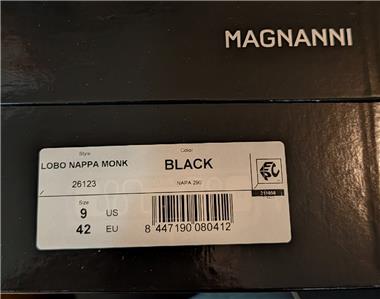 MAGNANNI
Style
Color
LOBO NAPPA MONK
BLACK
26123
NAPA 290
Size
9 US
42 EU
8 447190 080412